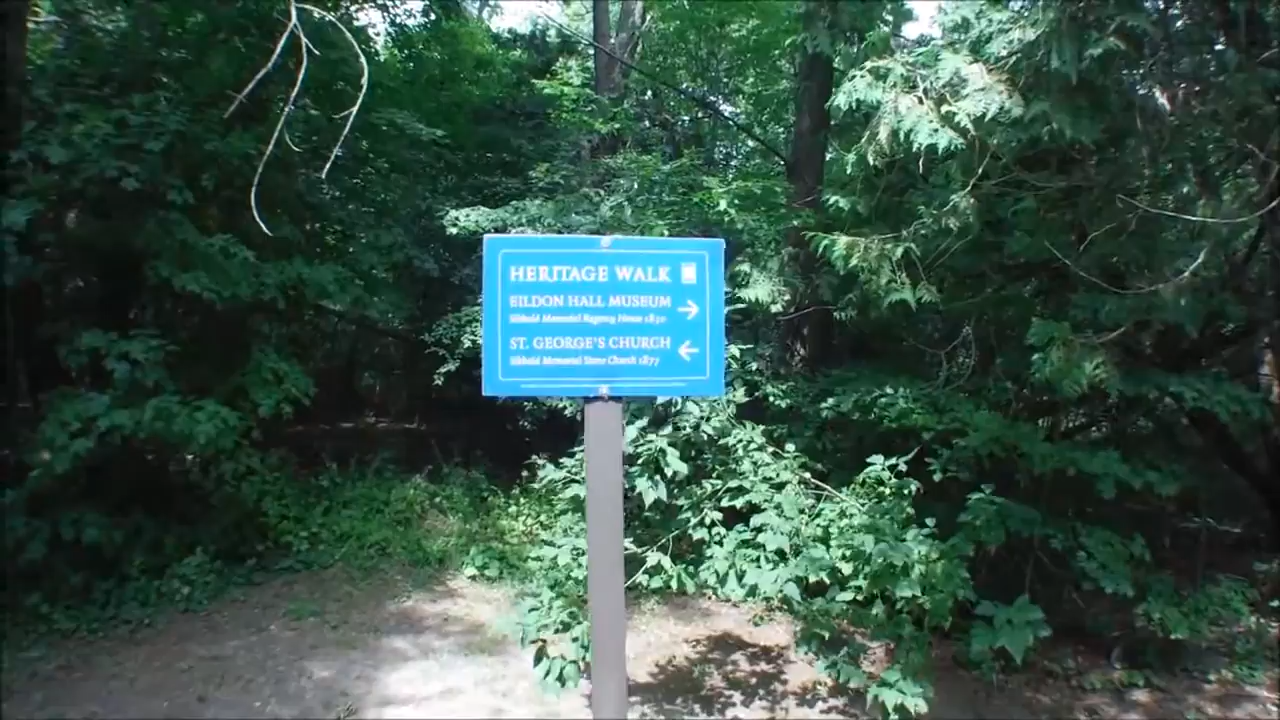 HERITAGE WALK
EILDON HALL MUSEUM
Sibbald Memorial Regency House 1830
ST. GEORGE'S CHURCH
Sibbald Memorial Stone Church 1877